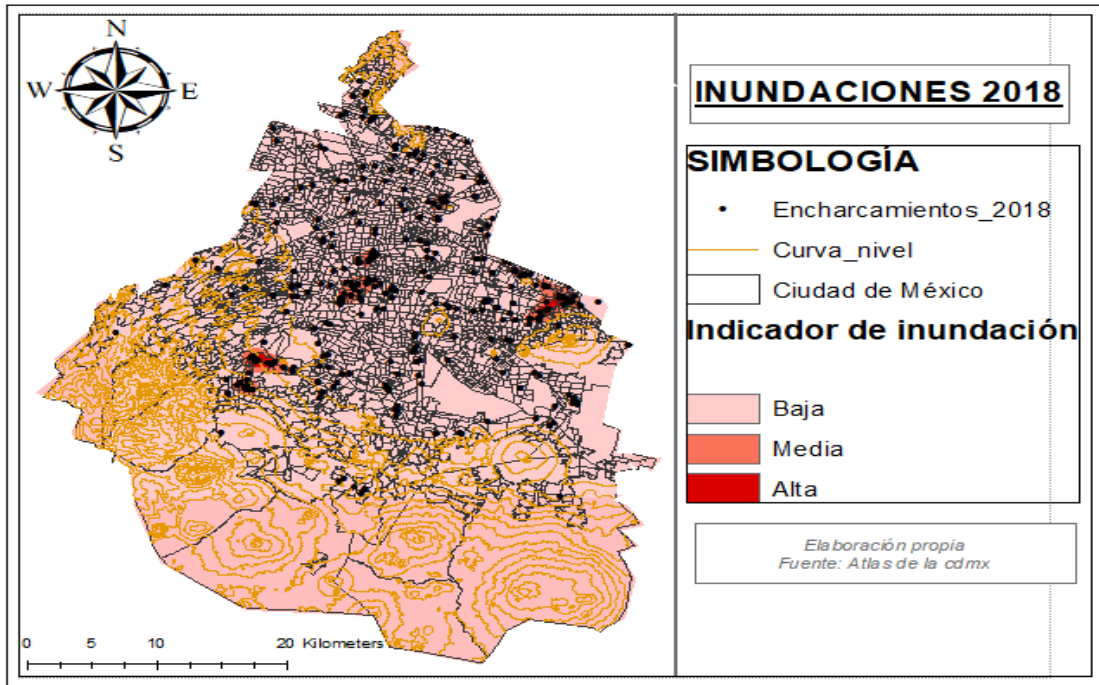 N
W E
S
INUNDACIONES 2018
SIMBOLOGÍA
Encharcamientos_2018
Curva_nivel
Ciudad de México
Indicador de inundación
Baja
Media
Alta
Elaboración propia
Fuente: Atlas de la cdmx
0 5 10 20 Kilometers